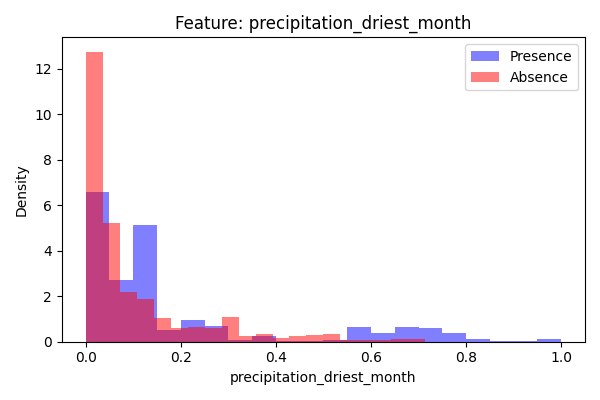 Feature: precipitation_driest_month
Presence
Absence
Density
12
10
8
6
4
2
0
0.0 0.2 0.4 0.6 0.8 1.0
precipitation_driest_month